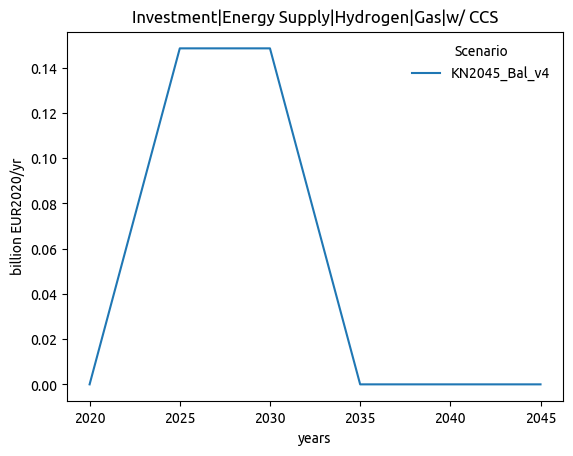 Investment|Energy Supply|Hydrogen|Gas|w/ CCS
Scenario
KN2045_Bal_v4
billion EUR2020/yr
0.14
0.12
0.10
0.08
0.06
0.04
0.02
0.00
2020 2025 2030 2035 2040 2045
years